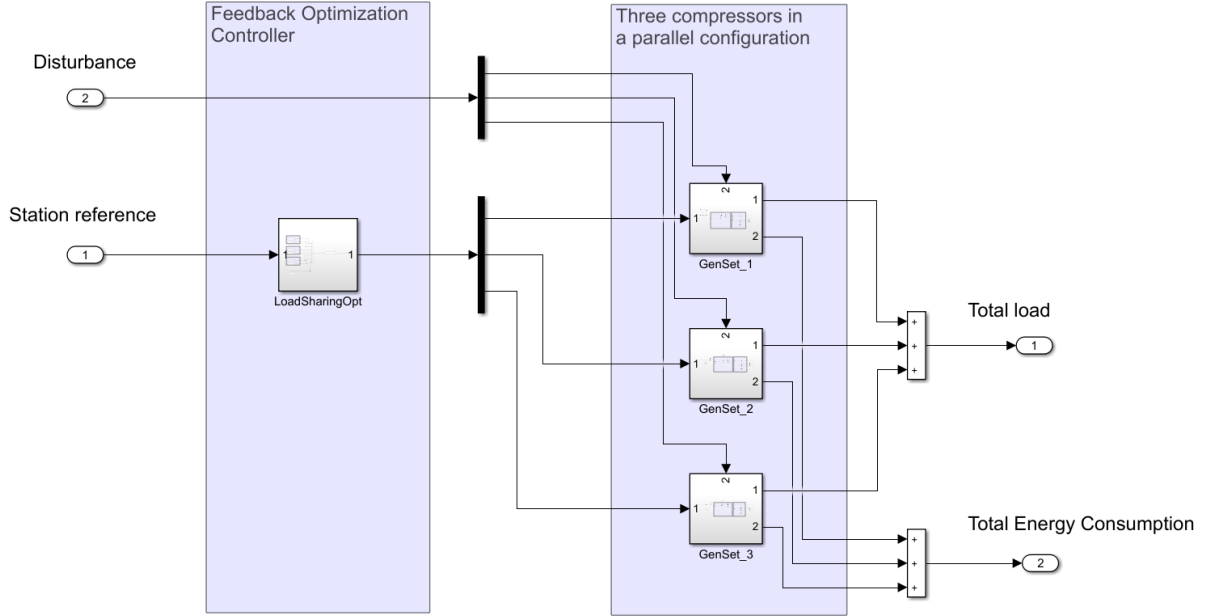 Feedback Optimization
Controller
Three compressors in
a parallel configuration
Disturbance
2
Station reference
1
1
1
LoadSharingOpt
2
1
1
2
GenSet_1
2
1
1
2
GenSet_2
2
1
1
2
GenSet_3
+
+
+
Total load
1
+
+
+
Total Energy Consumption
2